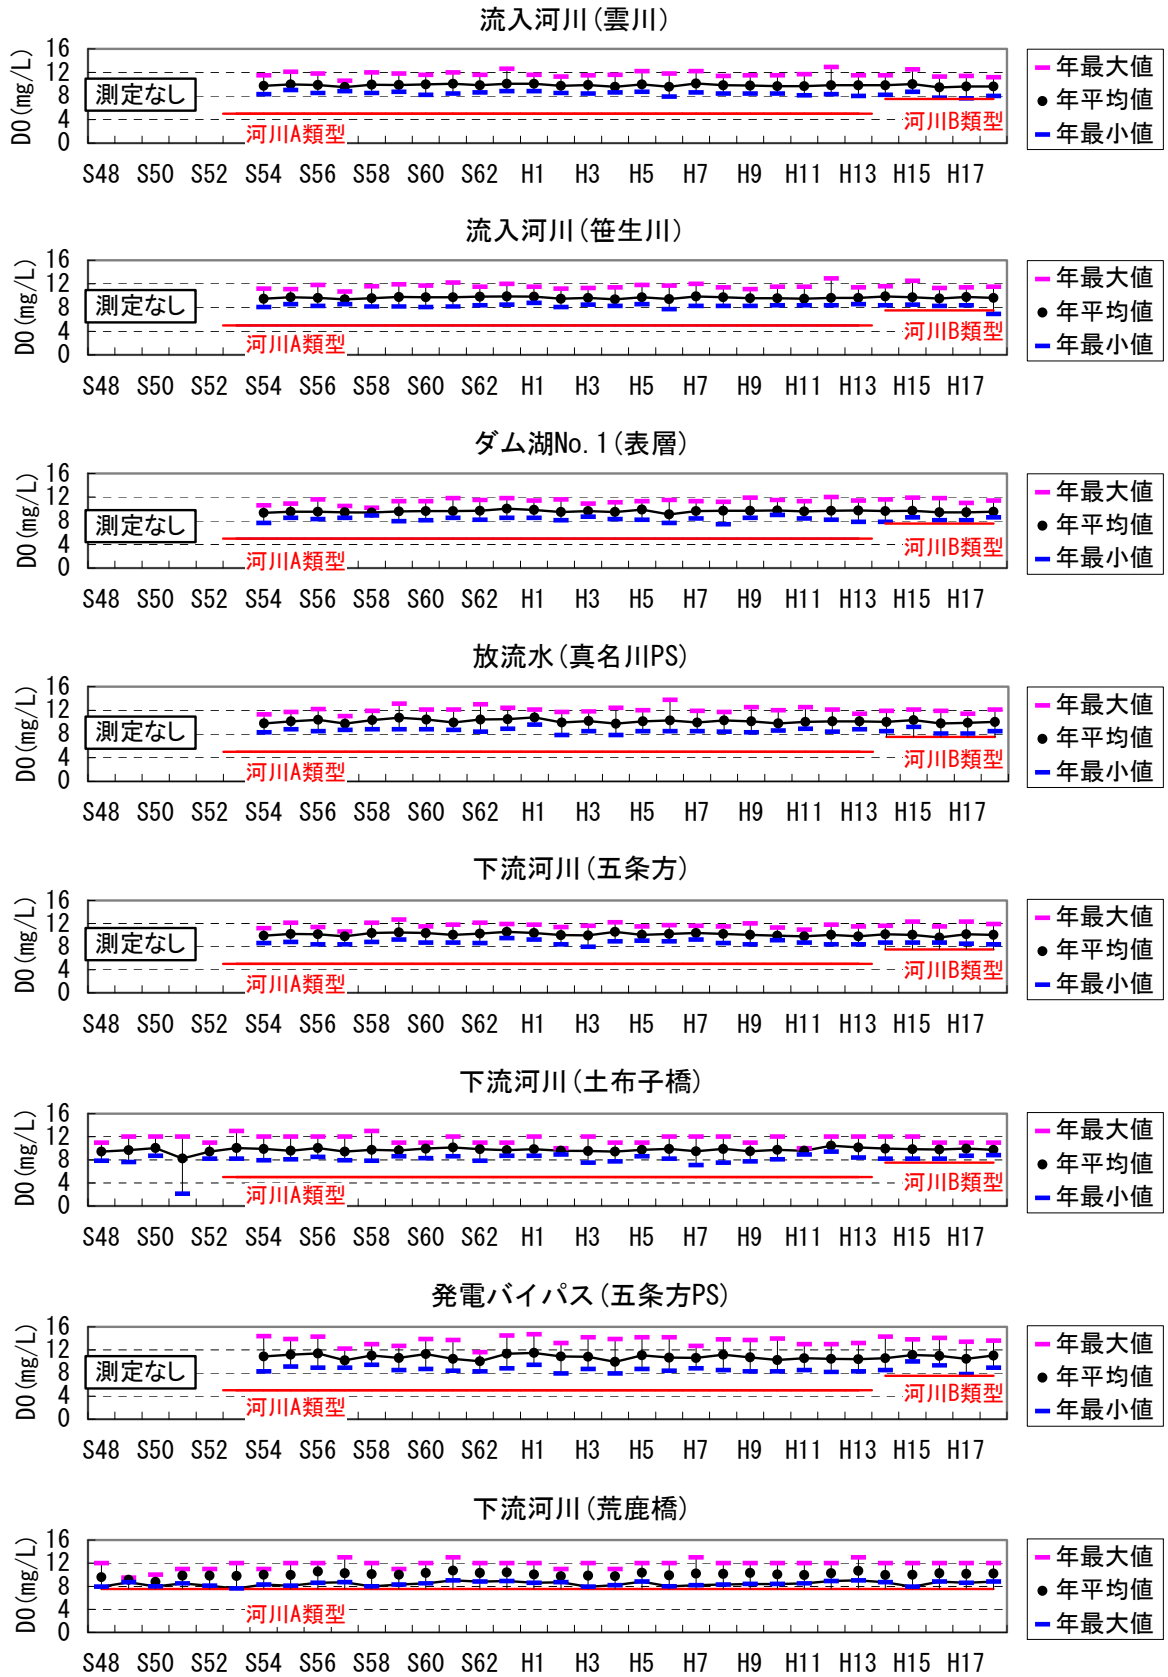 流入河川(雲川)
DO(mg/L)
16
12
8
4
0
測定なし
河川A類型
河川B類型
S48 S50 S52 S54 S56 S58 S60 S62 H1 H3 H5 H7 H9 H11 H13 H15 H17
年最大値
年平均値
年最小値
流入河川(笹生川)
DO(mg/L)
16
12
8
4
0
測定なし
河川A類型
河川B類型
S48 S50 S52 S54 S56 S58 S60 S62 H1 H3 H5 H7 H9 H11 H13 H15 H17
年最大値
年平均値
年最小値
ダム湖No.1(表層)
DO(mg/L)
16
12
8
4
0
測定なし
河川A類型
河川B類型
S48 S50 S52 S54 S56 S58 S60 S62 H1 H3 H5 H7 H9 H11 H13 H15 H17
年最大値
年平均値
年最小値
放流水(真名川PS)
DO(mg/L)
16
12
8
4
0
測定なし
河川A類型
河川B類型
S48 S50 S52 S54 S56 S58 S60 S62 H1 H3 H5 H7 H9 H11 H13 H15 H17
年最大値
年平均値
年最小値
下流河川(五条方)
DO(mg/L)
16
12
8
4
0
測定なし
河川A類型
河川B類型
S48 S50 S52 S54 S56 S58 S60 S62 H1 H3 H5 H7 H9 H11 H13 H15 H17
年最大値
年平均値
年最小値
下流河川(土布子橋)
DO(mg/L)
16
12
8
4
0
河川A類型
河川B類型
S48 S50 S52 S54 S56 S58 S60 S62 H1 H3 H5 H7 H9 H11 H13 H15 H17
年最大値
年平均値
年最小値
発電バイパス(五条方PS)
DO(mg/L)
16
12
8
4
0
測定なし
河川A類型
河川B類型
S48 S50 S52 S54 S56 S58 S60 S62 H1 H3 H5 H7 H9 H11 H13 H15 H17
年最大値
年平均値
年最小値
下流河川(荒鹿橋)
DO(mg/L)
16
12
8
4
0
河川A類型
S48 S50 S52 S54 S56 S58 S60 S62 H1 H3 H5 H7 H9 H11 H13 H15 H17
年最大値
年平均値
年最大値